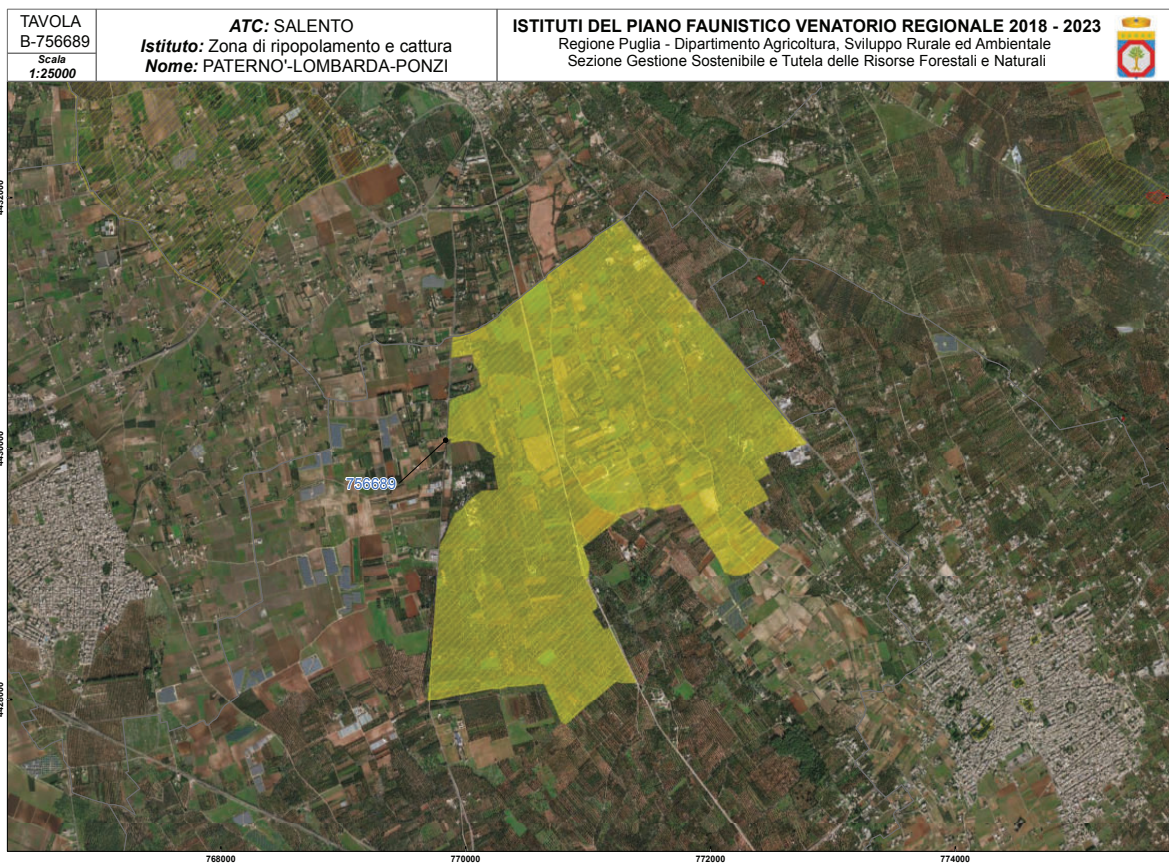 TAVOLA
B-756689
Scala
1:25000
ATC: SALENTO
Istituto: Zona di ripopolamento e cattura
Nome: PATERNO'-LOMBARDA-PONZI
ISTITUTI DEL PIANO FAUNISTICO VENATORIO REGIONALE 2018 - 2023
Regione Puglia - Dipartimento Agricoltura, Sviluppo Rurale ed Ambientale
Sezione Gestione Sostenibile e Tutela delle Risorse Forestali e Naturali
756689
768000
770000
772000
774000